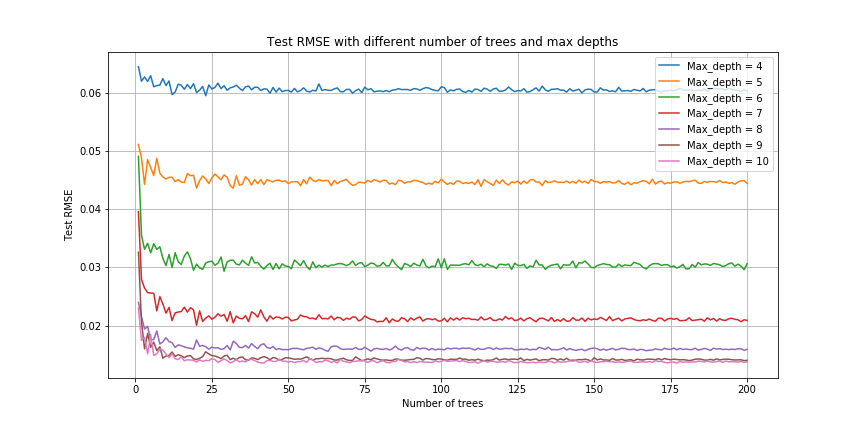 Test RMSE with different number of trees and max depths
Max_depth = 4
Max_depth = 5
Max_depth = 6
Max_depth = 7
Max_depth = 8
Max_depth = 9
Max_depth = 10
0.06
0.05
0.04
0.03
0.02
Test RMSE
0 25 50 75 100 125 150 175 200
Number of trees